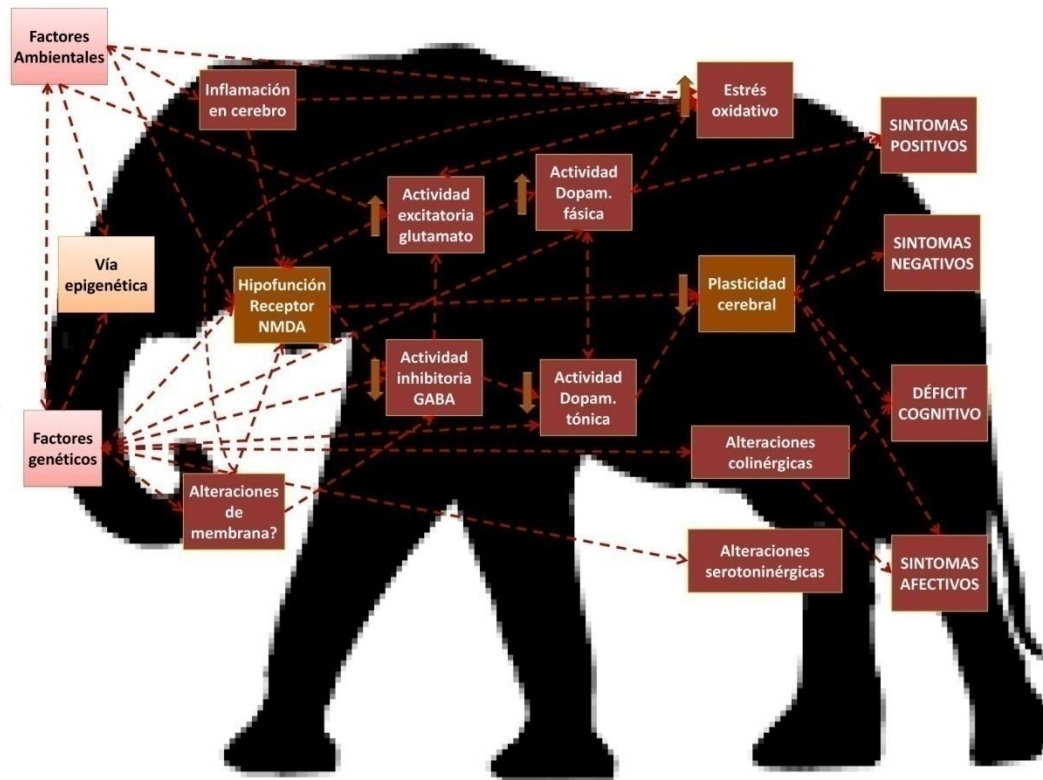 Factores
Ambientales
Inflamación
en cerebro
Estrés
oxidativo
SINTOMAS
POSITIVOS
Actividad
excitatoria
glutamato
Actividad
Dopam.
fásica
Vía
epigenética
Hipofunción
Receptor
NMDA
Plasticidad
cerebral
SINTOMAS
NEGATIVOS
Actividad
inhibitoria
GABA
Actividad
Dopam.
tónica
DÉFICIT
COGNITIVO
Factores
genéticos
Alteraciones
colinérgicas
Alteraciones
de
membrana?
Alteraciones
serotoninérgicas
SINTOMAS
AFECTIVOS